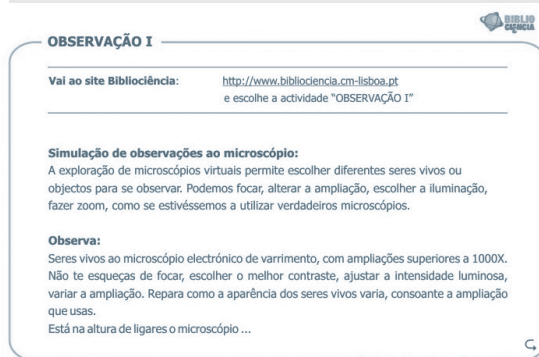 BIBLIO
CIÊNCIA
OBSERVAÇÃO I
Vai ao site Bibliociência: http://www.bibliociencia.cm-lisboa.pt
e escolhe a actividade “OBSERVAÇÃO I”
Simulação de observações ao microscópio:
A exploração de microscópios virtuais permite escolher diferentes seres vivos ou
objectos para se observar. Podemos focar, alterar a ampliação, escolher a iluminação,
fazer zoom, como se estivéssemos a utilizar verdadeiros microscópios.
Observa:
Seres vivos ao microscópio electrónico de varrimento, com ampliações superiores a 1000X.
Não te esqueças de focar, escolher o melhor contraste, ajustar a intensidade luminosa,
variar a ampliação. Repara como a aparência dos seres vivos varia, consoante a ampliação
que usas.
Está na altura de ligares o microscópio ...